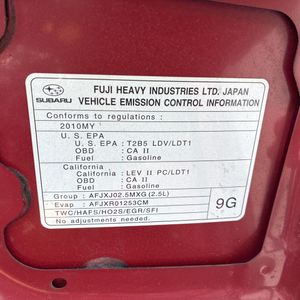 FUJI HEAVY INDUSTRIES LTD. JAPAN
SUBARU VEHICLE EMISSION CONTROL INFORMATION
Conforms to regulations :
2010MY
U. S. EPA
U. S. EPA : T2B5 LDV/LDT1
OBD : CA II
Fuel : Gasoline
California
California : LEV II PC/LDT1
OBD : CA II
Fuel : Gasoline
Group : AFJXJ02.5MXG (2.5L)
Evap : AFJXR01253CM
TWC/HAFS/HO2S/EGR/SFI
No adjustments needed.
9G